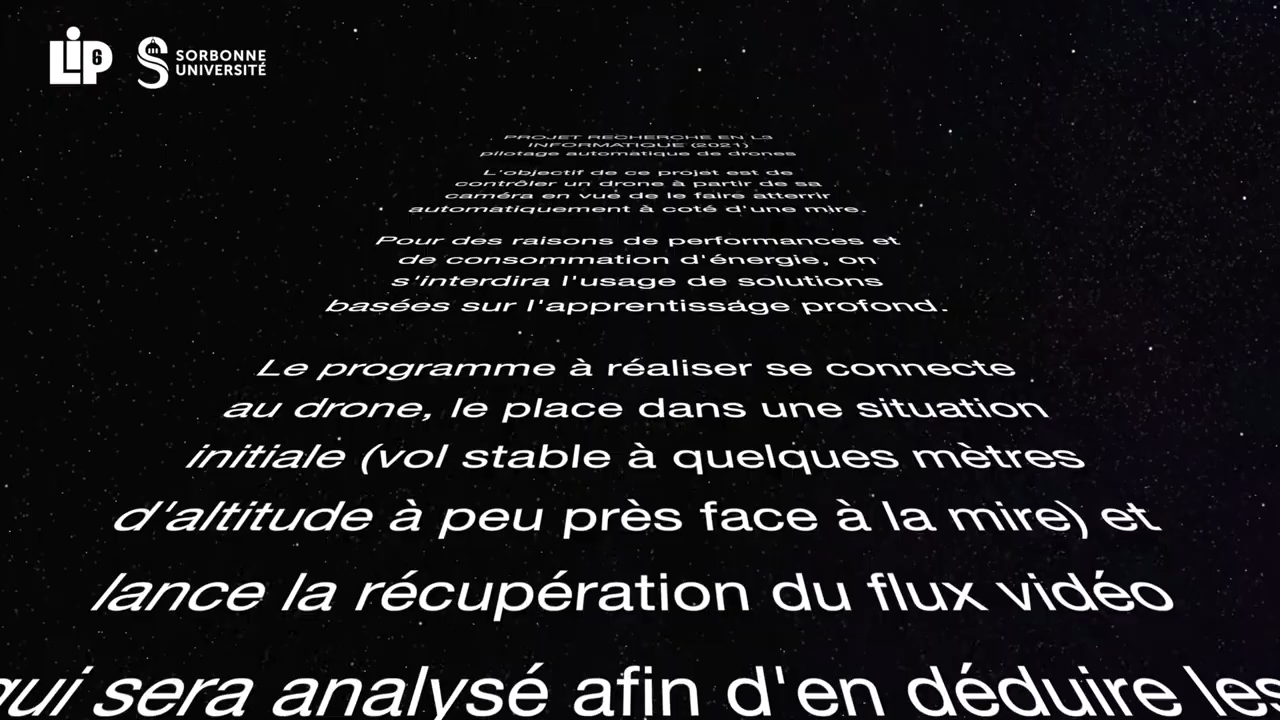 LIP6
SORBONNE
UNIVERSITÉ
PROJET RECHERCHE EN L3
INFORMATIQUE (2021)
pilotage automatique de drones
L'objectif de ce projet est de
contrôler un drone à partir de sa
caméra en vue de le faire atterrir
automatiquement à coté d'une mire.
Pour des raisons de performances et
de consommation d'énergie, on
s'interdira l'usage de solutions
basées sur l'apprentissage profond.
Le programme à réaliser se connecte
au drone, le place dans une situation
initiale (vol stable à quelques mètres
d'altitude à peu près face à la mire) et
lance la récupération du flux vidéo
qui sera analysé afin d'en déduire les